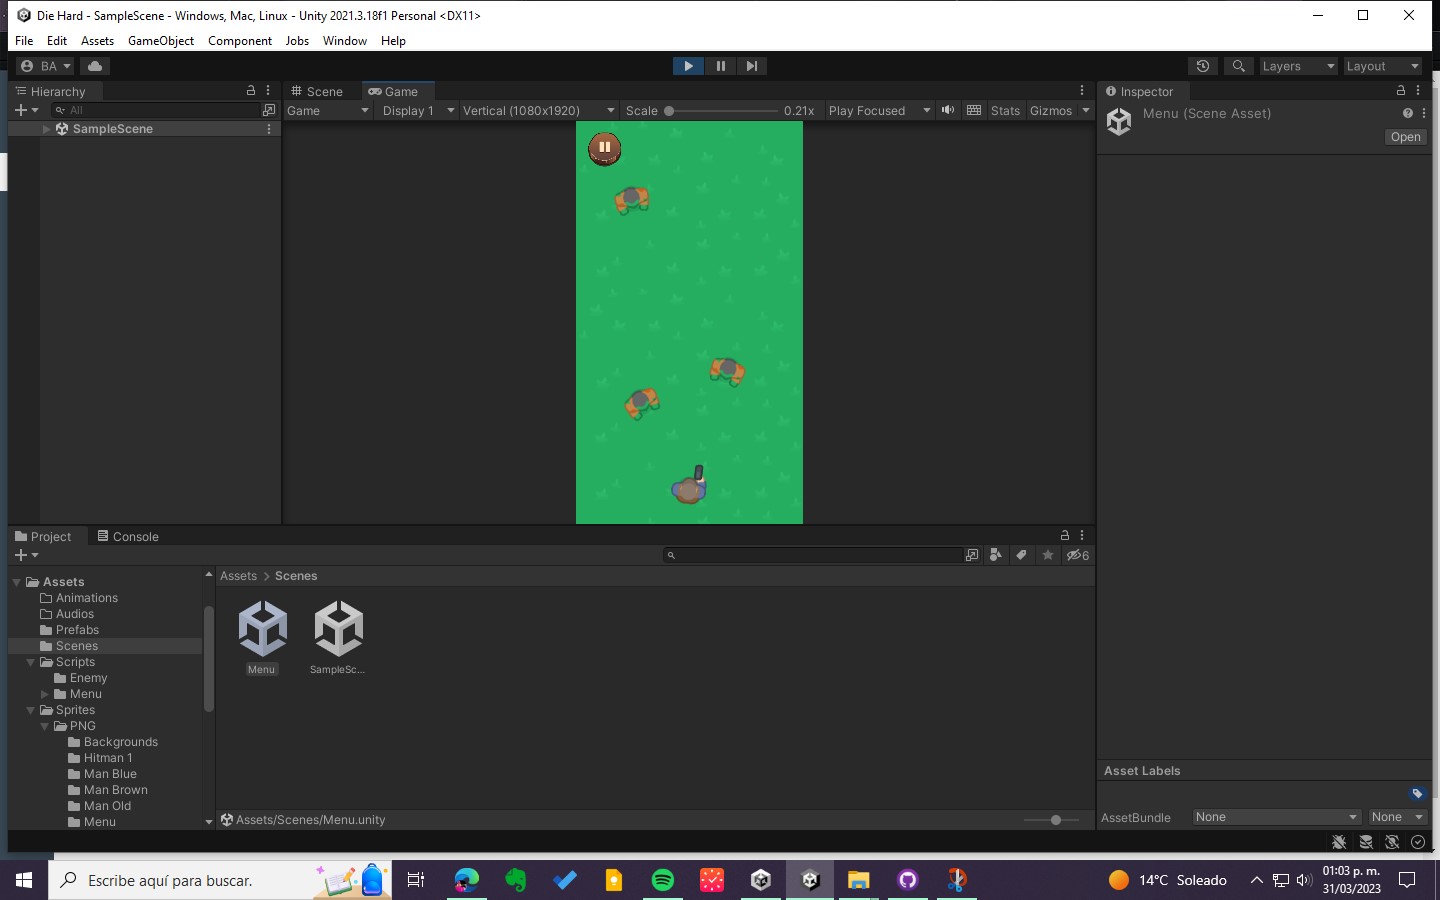 Die Hard - SampleScene - Windows, Mac, Linux - Unity 2021.3.18f1 Personal <DX11>
File Edit Assets GameObject Component Jobs Window Help
BA Layers Layout
Hierarchy Scene Game Inspector
All Game Display 1 Vertical (1080x1920) Scale 0.21x Play Focused Stats Gizmos Menu (Scene Asset)
SampleScene
Open
Project Console
6
Assets Assets > Scenes
Animations
Audios
Prefabs
Scenes
Scripts
Menu SampleSc...
Enemy
Menu
Sprites
PNG
Backgrounds
Hitman 1
Man Blue
Man Brown
Man Old
Menu
Assets/Scenes/Menu.unity
Asset Labels
AssetBundle None None
Escribe aquí para buscar.
14°C Soleado
01:03 p. m.
31/03/2023